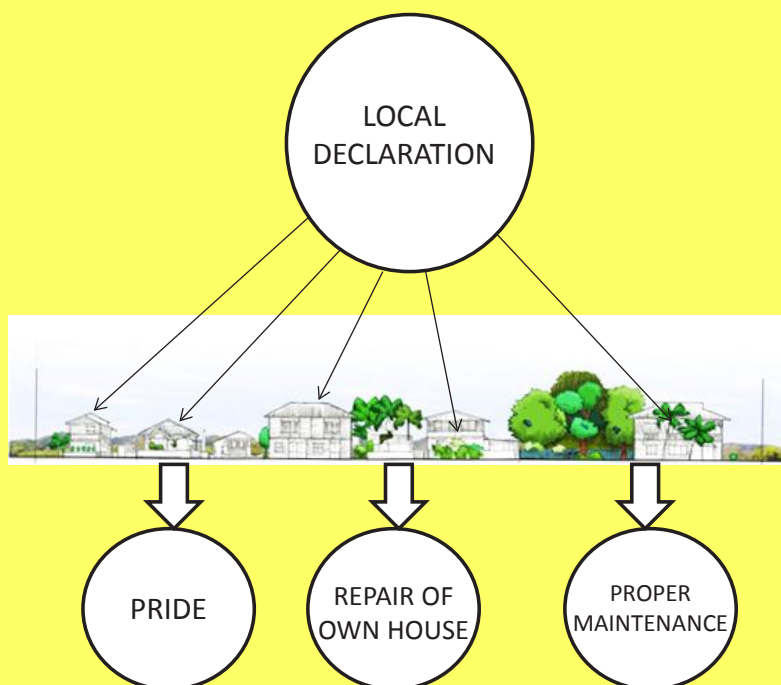 LOCAL
DECLARATION
PRIDE
REPAIR OF
OWN HOUSE
PROPER
MAINTENANCE